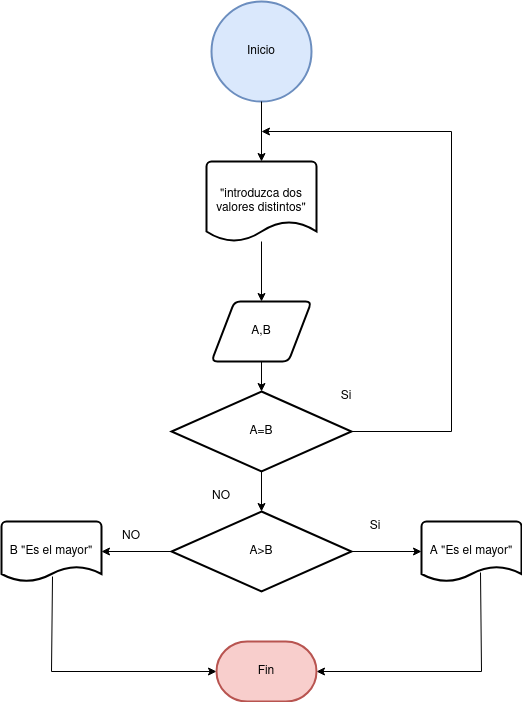 Inicio
"introduzca dos
valores distintos"
A,B
Si
A=B
NO
NO
Si
B "Es el mayor"
A>B
A "Es el mayor"
Fin